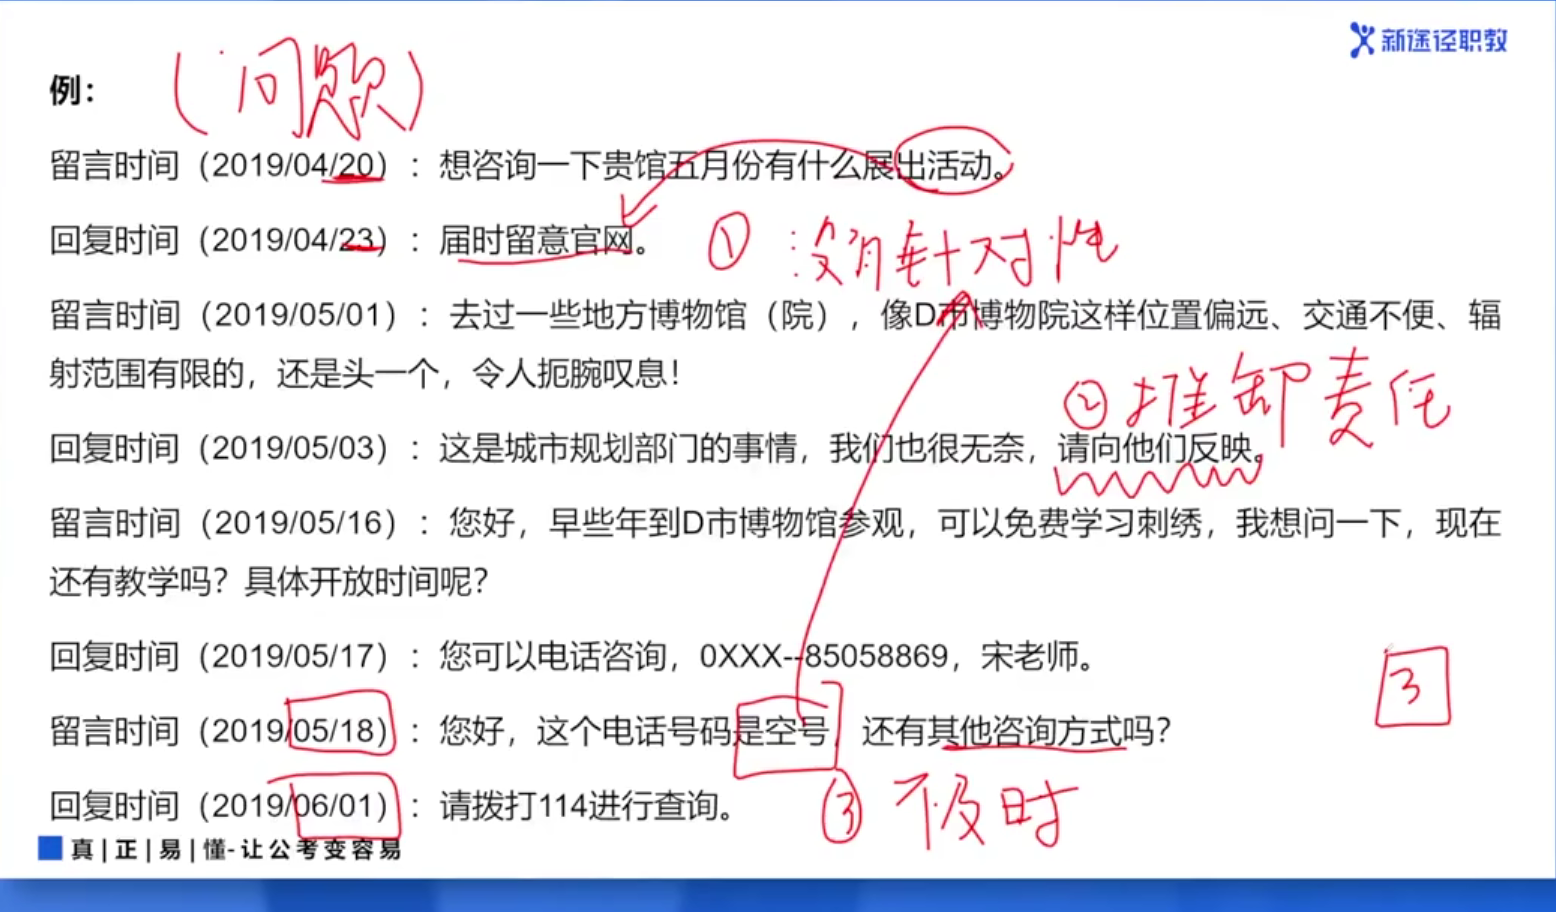 新途径职教
例：
（问题）
留言时间（2019/04/20）：想咨询一下贵馆五月份有什么展出活动。
回复时间（2019/04/23）：届时留意官网。
① ：没有针对性
留言时间（2019/05/01）：去过一些地方博物馆（院），像D市博物院这样位置偏远、交通不便、辐
射范围有限的，还是头一个，令人扼腕叹息！
② 推卸责任
回复时间（2019/05/03）：这是城市规划部门的事情，我们也很无奈，请向他们反映。
留言时间（2019/05/16）：您好，早些年到D市博物馆参观，可以免费学习刺绣，我想问一下，现在
还有教学吗？具体开放时间呢？
回复时间（2019/05/17）：您可以电话咨询，0XXX--85058869，宋老师。
3
留言时间（2019/05/18）：您好，这个电话号码是空号，还有其他咨询方式吗？
回复时间（2019/06/01）：请拨打114进行查询。
③ 不及时
真|正|易|懂-让公考变容易